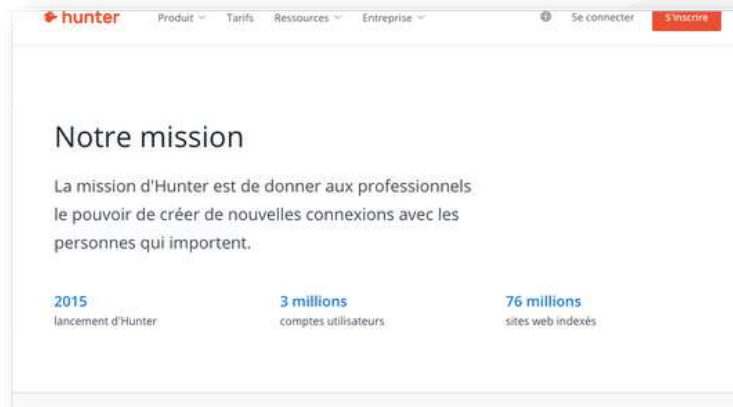 hunter Produit Tarifs Ressources Entreprise Se connecter S'inscrire
Notre mission
La mission d'Hunter est de donner aux professionnels
le pouvoir de créer de nouvelles connexions avec les
personnes qui importent.
2015 3 millions 76 millions
lancement d'Hunter comptes utilisateurs sites web indexés